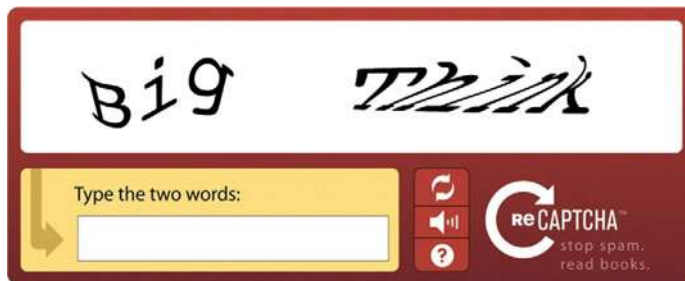 Big Think
Type the two words:
ReCAPTCHA™
stop spam.
read books.
?